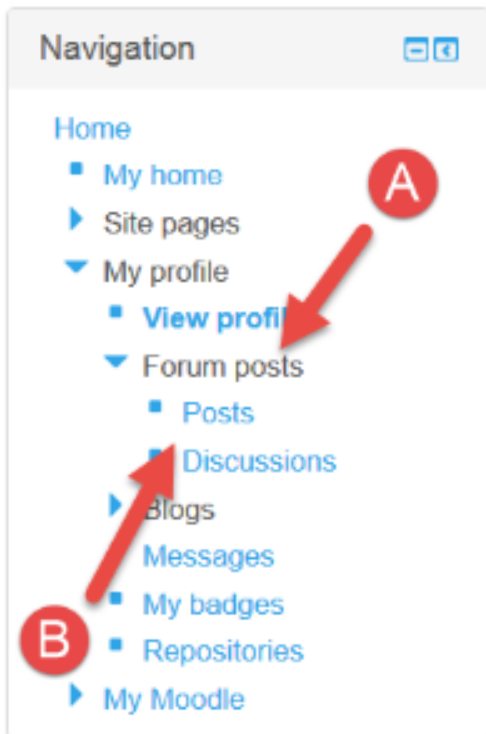 Navigation
Home
My home
A
Site pages
My profile
View profi
Forum posts
Posts
Discussions
Blogs
Messages
My badges
B
Repositories
My Moodle